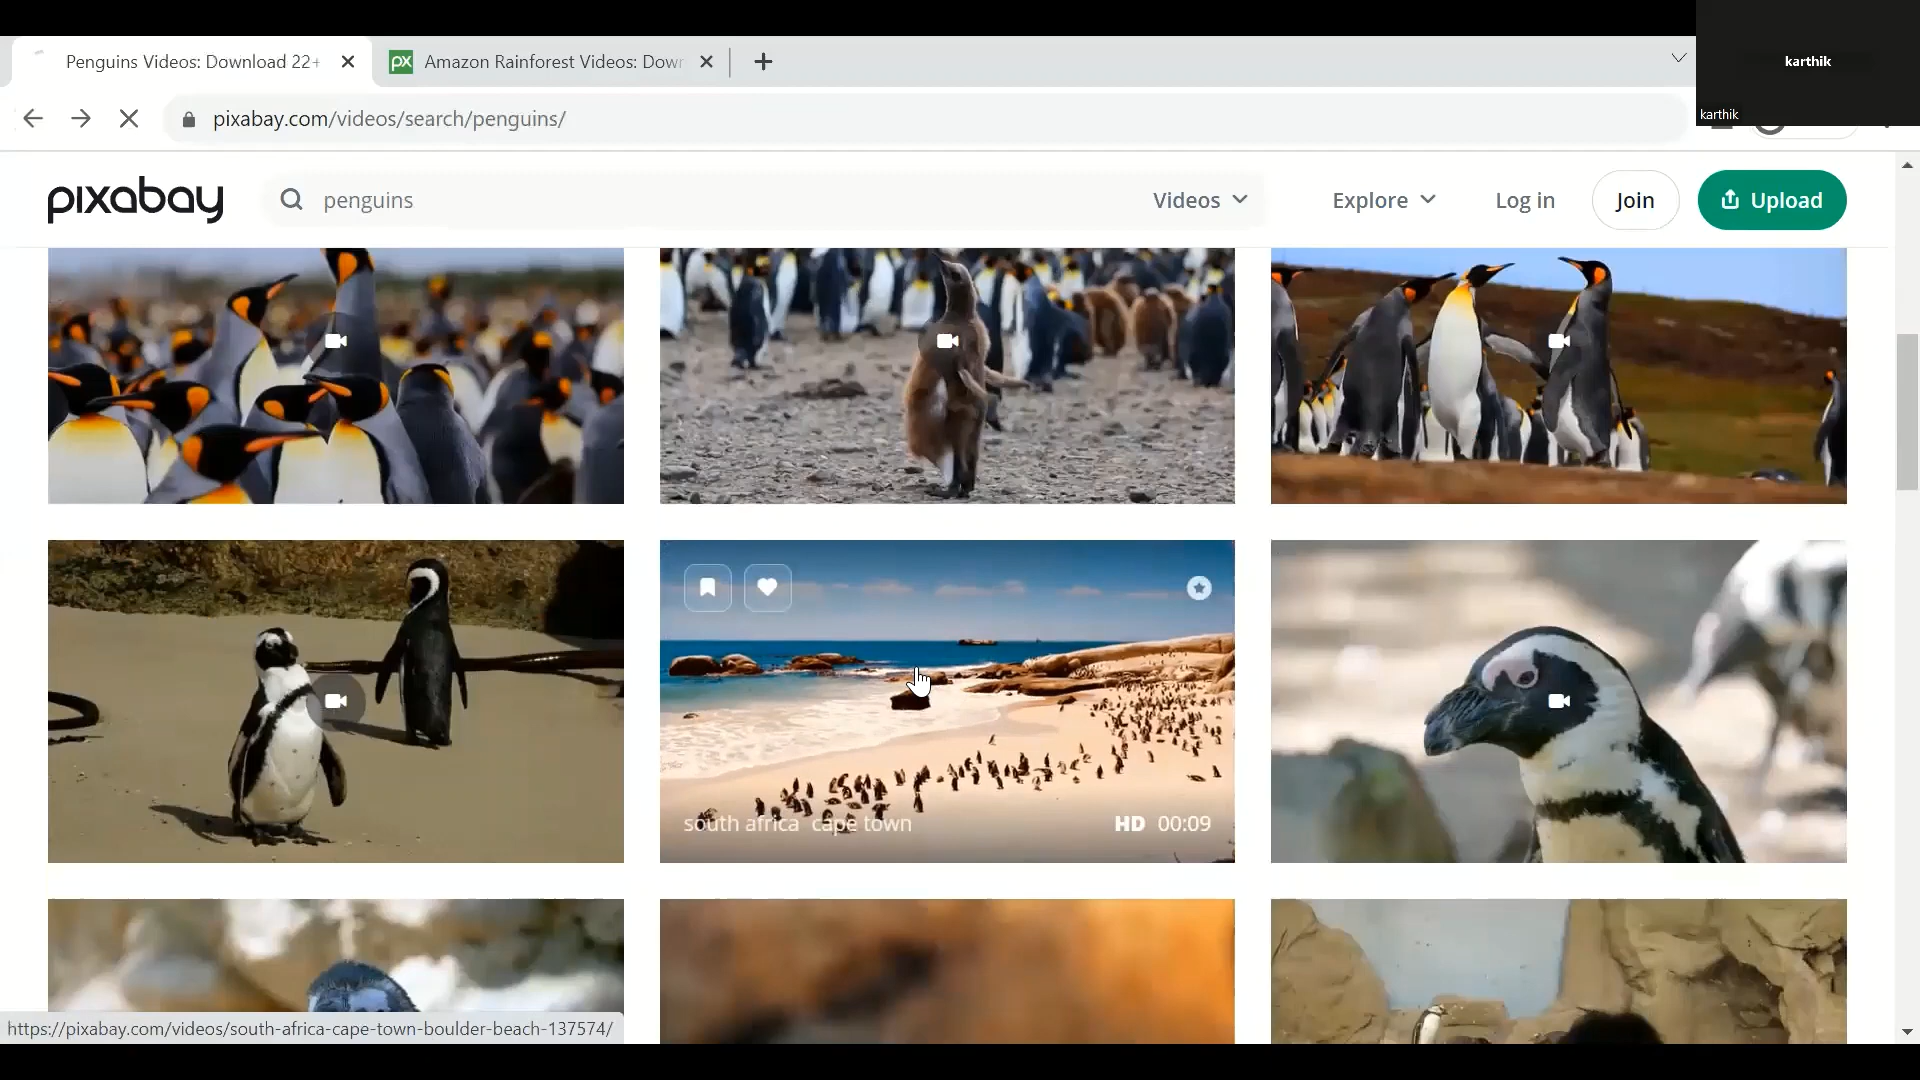 karthik
karthik
Penguins Videos: Download 22+
px Amazon Rainforest Videos: Dow
pixabay.com/videos/search/penguins/
pixabay
penguins
Videos
Explore
Log in
Join
Upload
south africa cape town
HD 00:09
https://pixabay.com/videos/south-africa-cape-town-boulder-beach-137574/